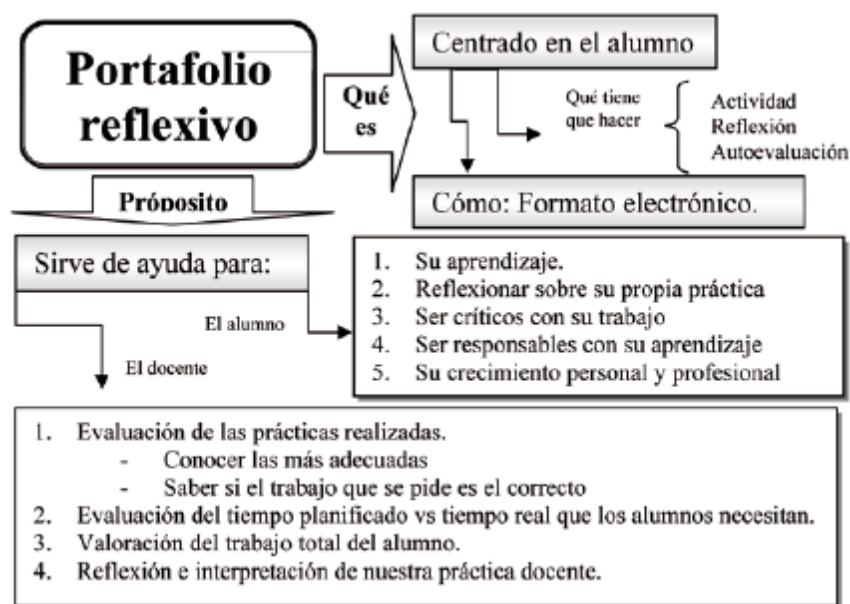 Portafolio
reflexivo
Qué
es
Centrado en el alumno
Qué tiene
que hacer
Actividad
Reflexión
Autoevaluación
Cómo: Formato electrónico.
Próposito
Sirve de ayuda para:
El alumno
El docente
1. Su aprendizaje.
2. Reflexionar sobre su propia práctica
3. Ser críticos con su trabajo
4. Ser responsables con su aprendizaje
5. Su crecimiento personal y profesional
1. Evaluación de las prácticas realizadas.
- Conocer las más adecuadas
- Saber si el trabajo que se pide es el correcto
2. Evaluación del tiempo planificado vs tiempo real que los alumnos necesitan.
3. Valoración del trabajo total del alumno.
4. Reflexión e interpretación de nuestra práctica docente.